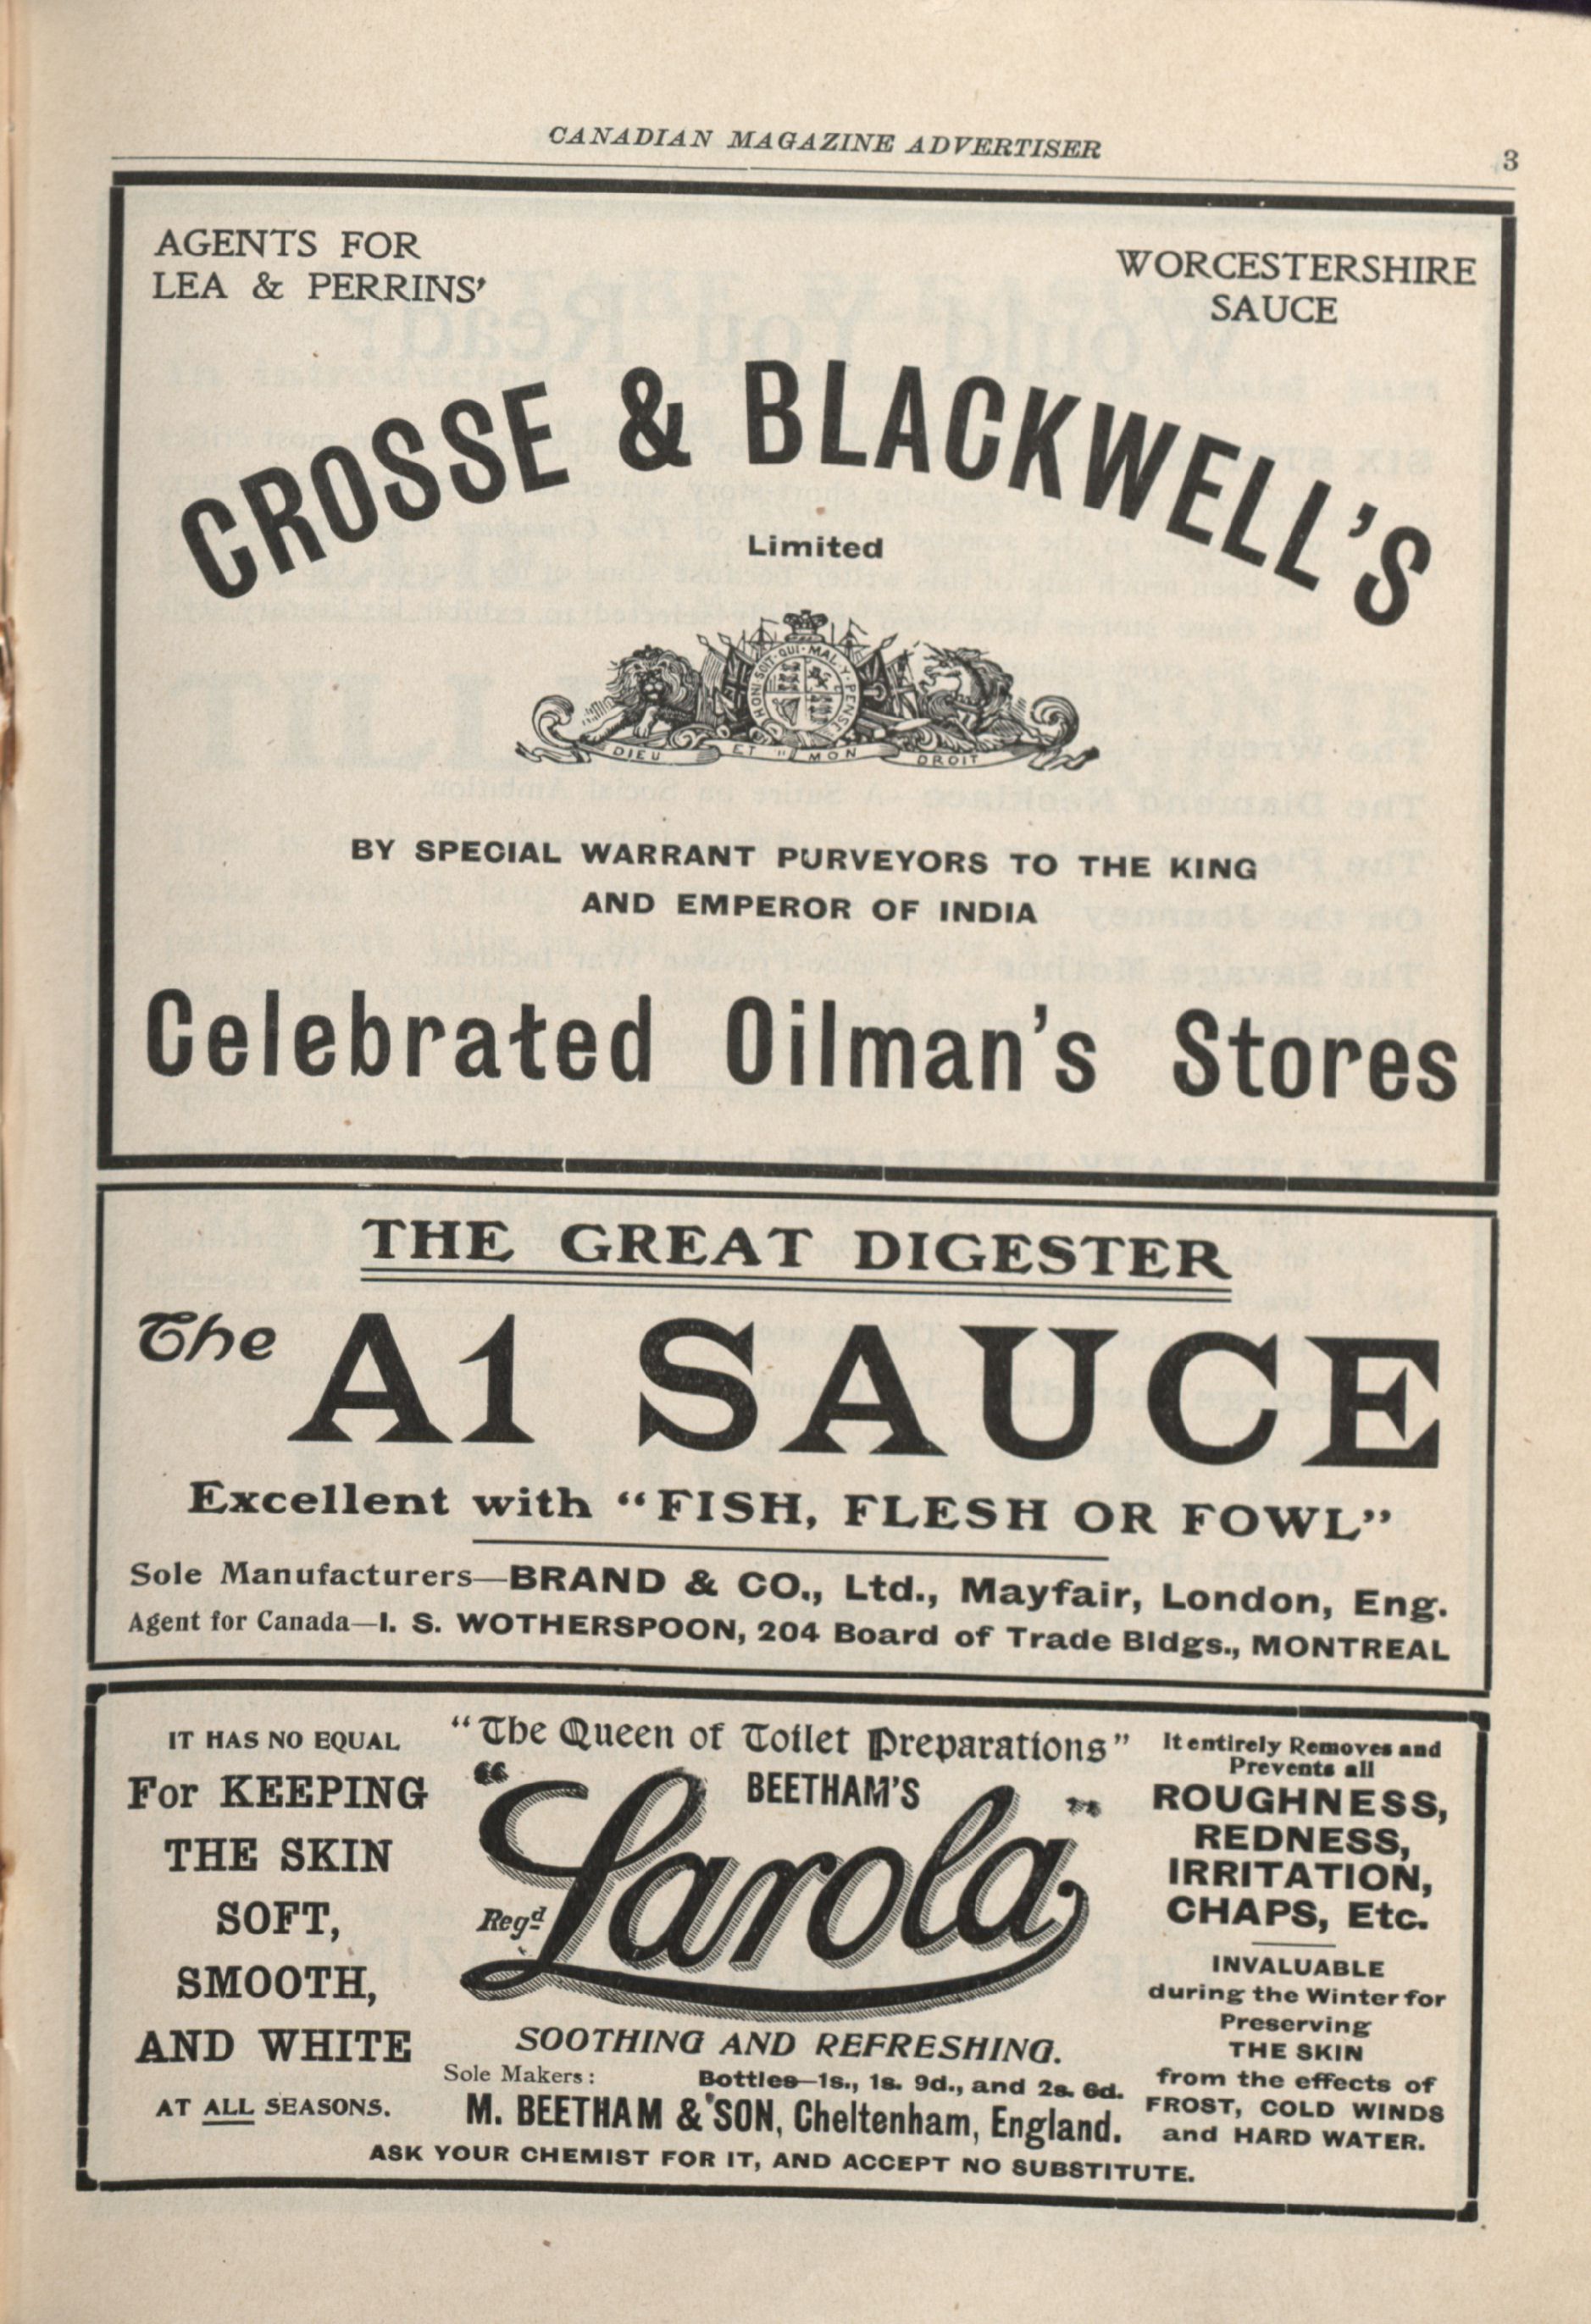 CANADIAN MAGAZINE ADVERTISER
3
AGENTS FOR
LEA & PERRINS'
WORCESTERSHIRE
SAUCE
CROSSE & BLACKWELL'S
Limited
HONI·SOIT·QUI·MAL·Y·PENSE
DIEU ET MON DROIT
BY SPECIAL WARRANT PURVEYORS TO THE KING
AND EMPEROR OF INDIA
Celebrated Oilman's Stores
THE GREAT DIGESTER
The A1 SAUCE
Excellent with "FISH, FLESH OR FOWL"
Sole Manufacturers—BRAND & CO., Ltd., Mayfair, London, Eng.
Agent for Canada—I. S. WOTHERSPOON, 204 Board of Trade Bldgs., MONTREAL
IT HAS NO EQUAL
For KEEPING
THE SKIN
SOFT,
SMOOTH,
AND WHITE
AT ALL SEASONS.
"The Queen of Toilet Preparations"
BEETHAM'S
"Larola"
Regd
SOOTHING AND REFRESHING.
Sole Makers:
Bottles—1s., 1s. 9d., and 2s. 6d.
M. BEETHAM & SON, Cheltenham, England.
It entirely Removes and
Prevents all
ROUGHNESS,
REDNESS,
IRRITATION,
CHAPS, Etc.
INVALUABLE
during the Winter for
Preserving
THE SKIN
from the effects of
FROST, COLD WINDS
and HARD WATER.
ASK YOUR CHEMIST FOR IT, AND ACCEPT NO SUBSTITUTE.